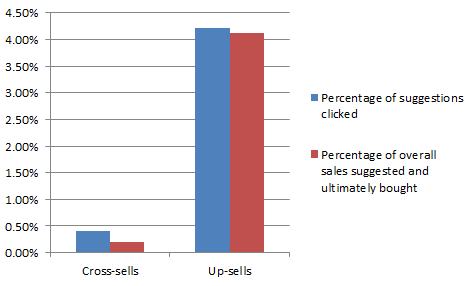 4.50%
4.00%
3.50%
3.00%
2.50%
2.00%
1.50%
1.00%
0.50%
0.00%
Cross-sells
Up-sells
Percentage of suggestions
clicked
Percentage of overall
sales suggested and
ultimately bought